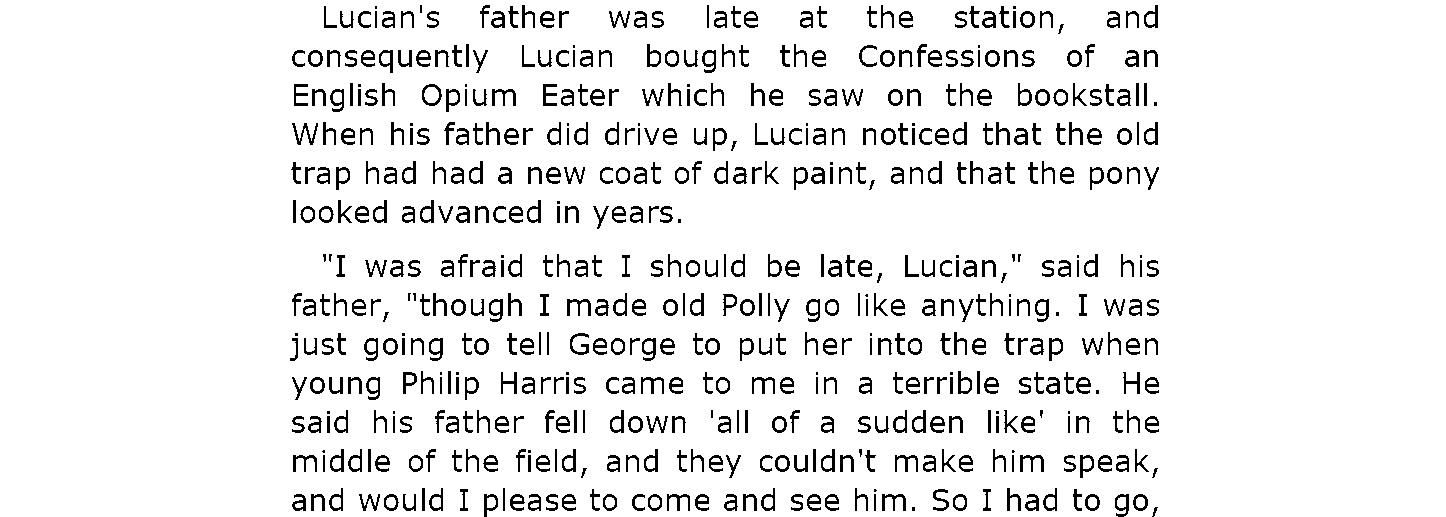 Lucian's father was late at the station, and
consequently Lucian bought the Confessions of an
English Opium Eater which he saw on the bookstall.
When his father did drive up, Lucian noticed that the old
trap had had a new coat of dark paint, and that the pony
looked advanced in years.
"I was afraid that I should be late, Lucian," said his
father, "though I made old Polly go like anything. I was
just going to tell George to put her into the trap when
young Philip Harris came to me in a terrible state. He
said his father fell down 'all of a sudden like' in the
middle of the field, and they couldn't make him speak,
and would I please to come and see him. So I had to go,